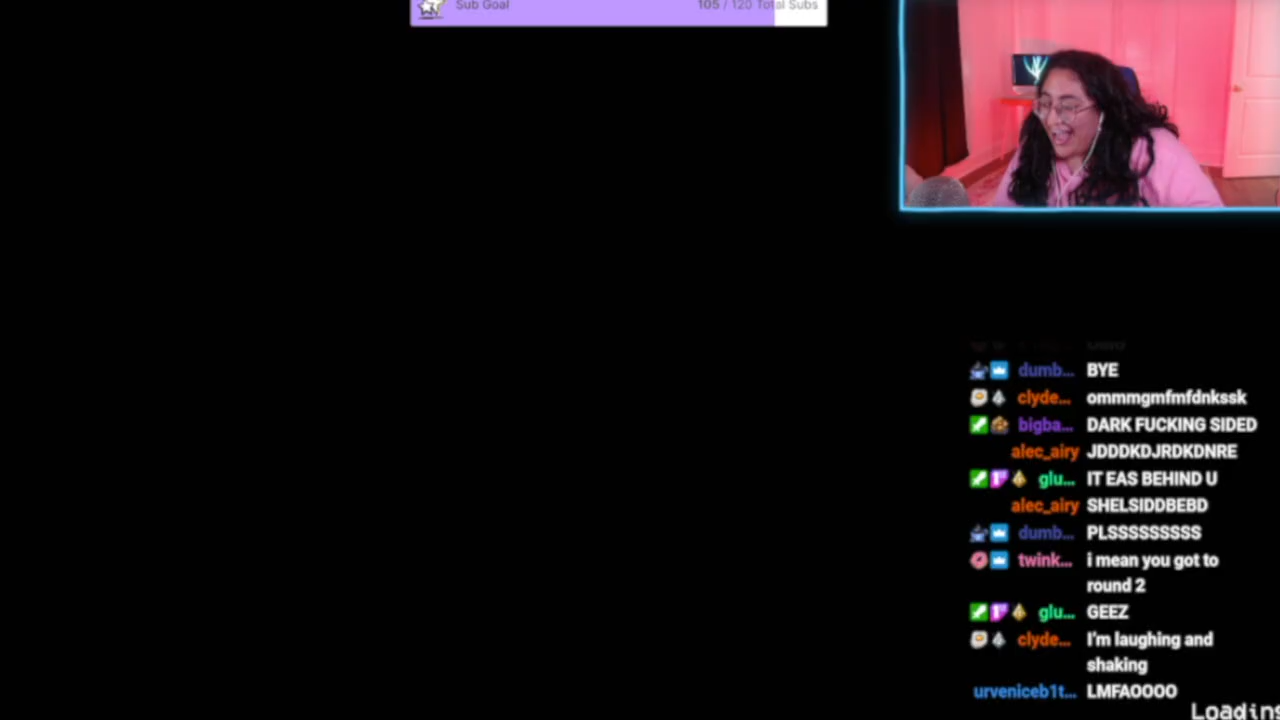 Sub Goal 105 / 120 Total Subs
dumb... BYE
clyde... ommmgmfmfdnkssk
bigba... DARK FUCKING SIDED
alec_airy JDDDKDJRDKDNRE
glu... IT EAS BEHIND U
alec_airy SHELSIDDBEBD
dumb... PLSSSSSSSSS
twink... i mean you got to
round 2
glu... GEEZ
clyde... I'm laughing and
shaking
urveniceb1t... LMFAOOOO
Loading